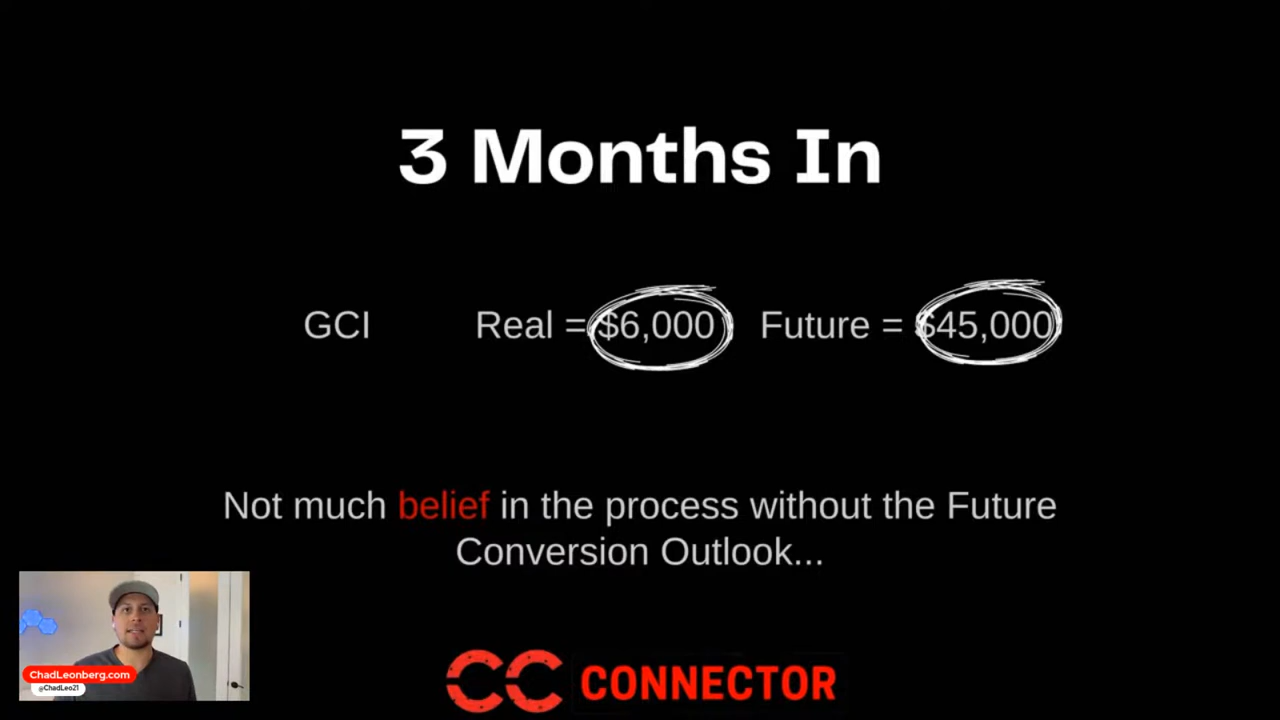 3 Months In
GCI Real = $6,000 Future = $45,000
Not much belief in the process without the Future
Conversion Outlook...
ChadLeonberg.com
@ChadLeo21
CC CONNECTOR